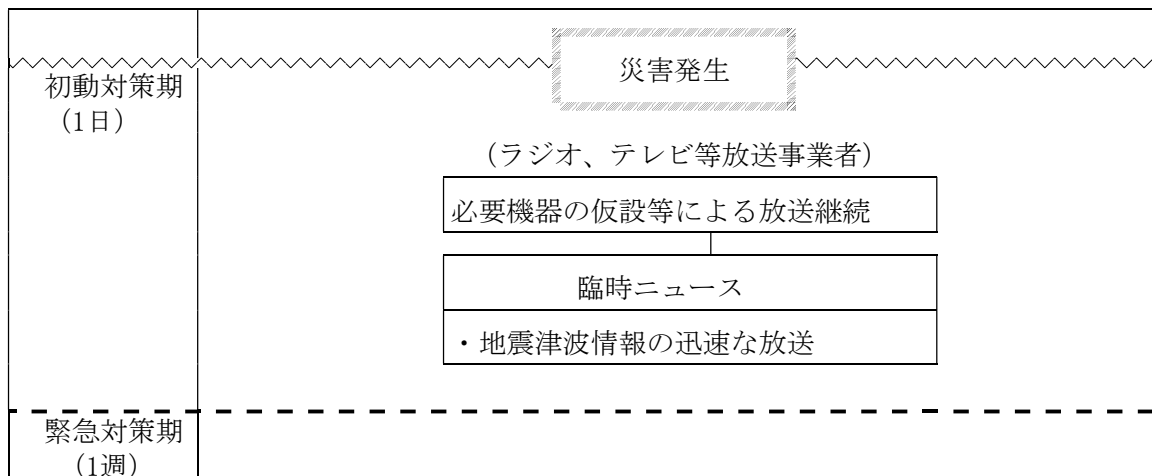 災害発生
初動対策期
（1日）
（ラジオ、テレビ等放送事業者）
必要機器の仮設等による放送継続
臨時ニュース
・地震津波情報の迅速な放送
緊急対策期
（1週）